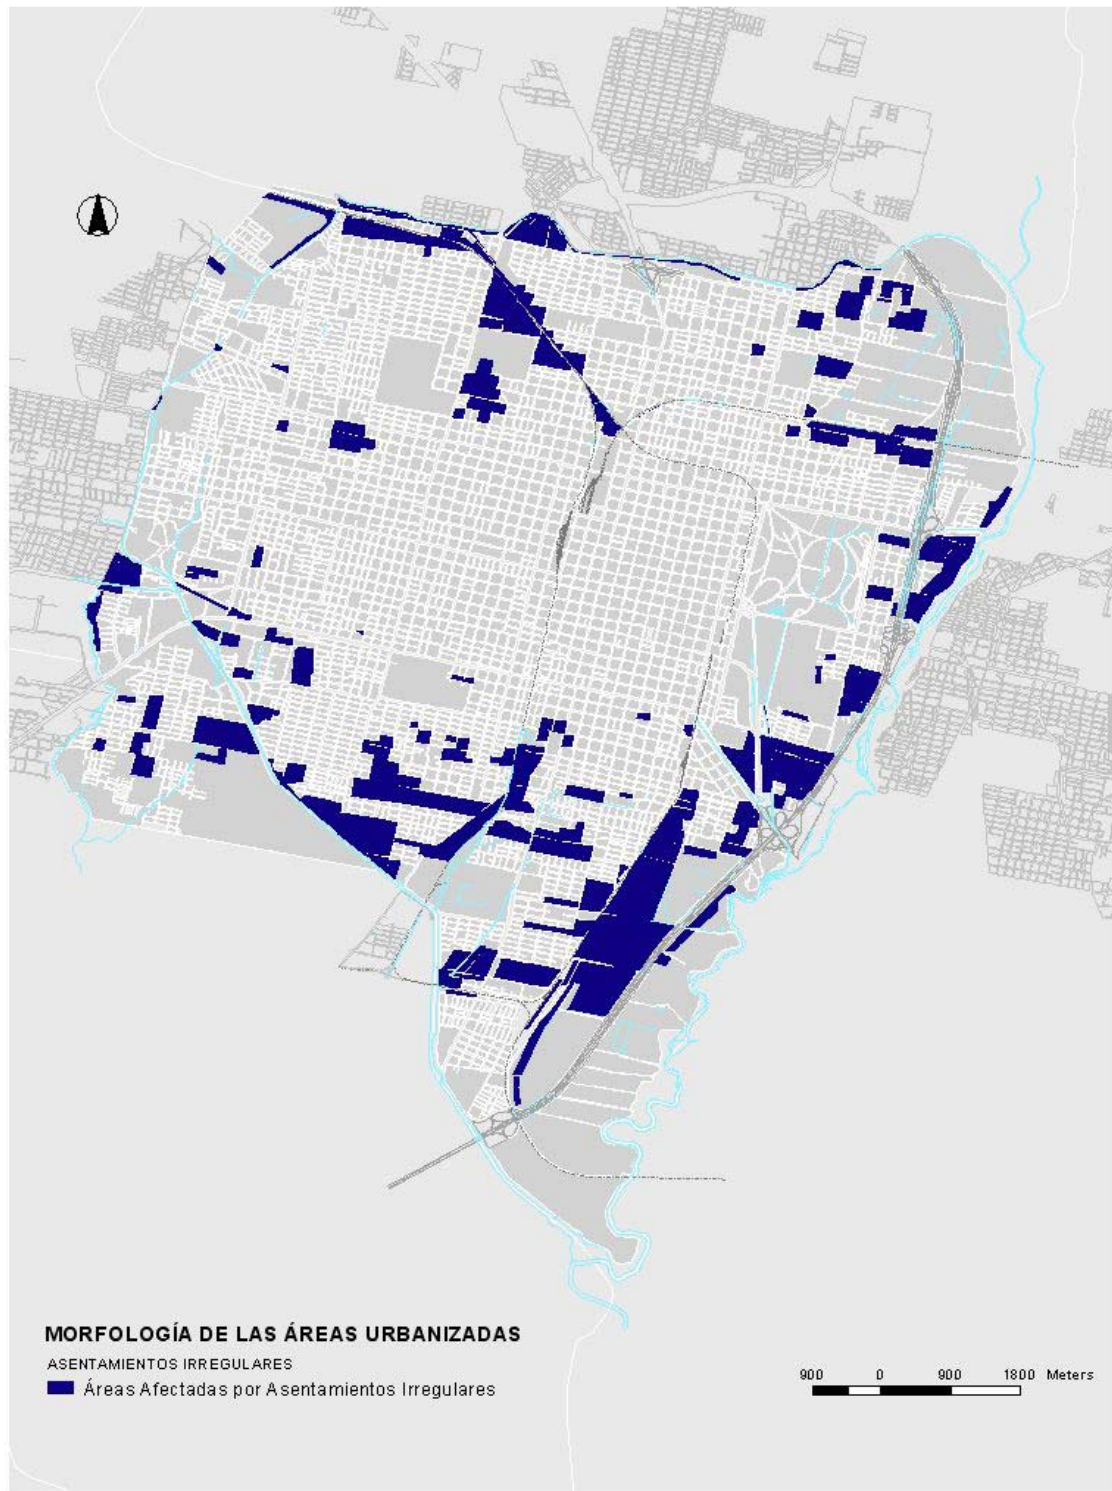 MORFOLOGÍA DE LAS ÁREAS URBANIZADAS
ASENTAMIENTOS IRREGULARES
Áreas Afectadas por Asentamientos Irregulares
900 0 900 1800 Meters